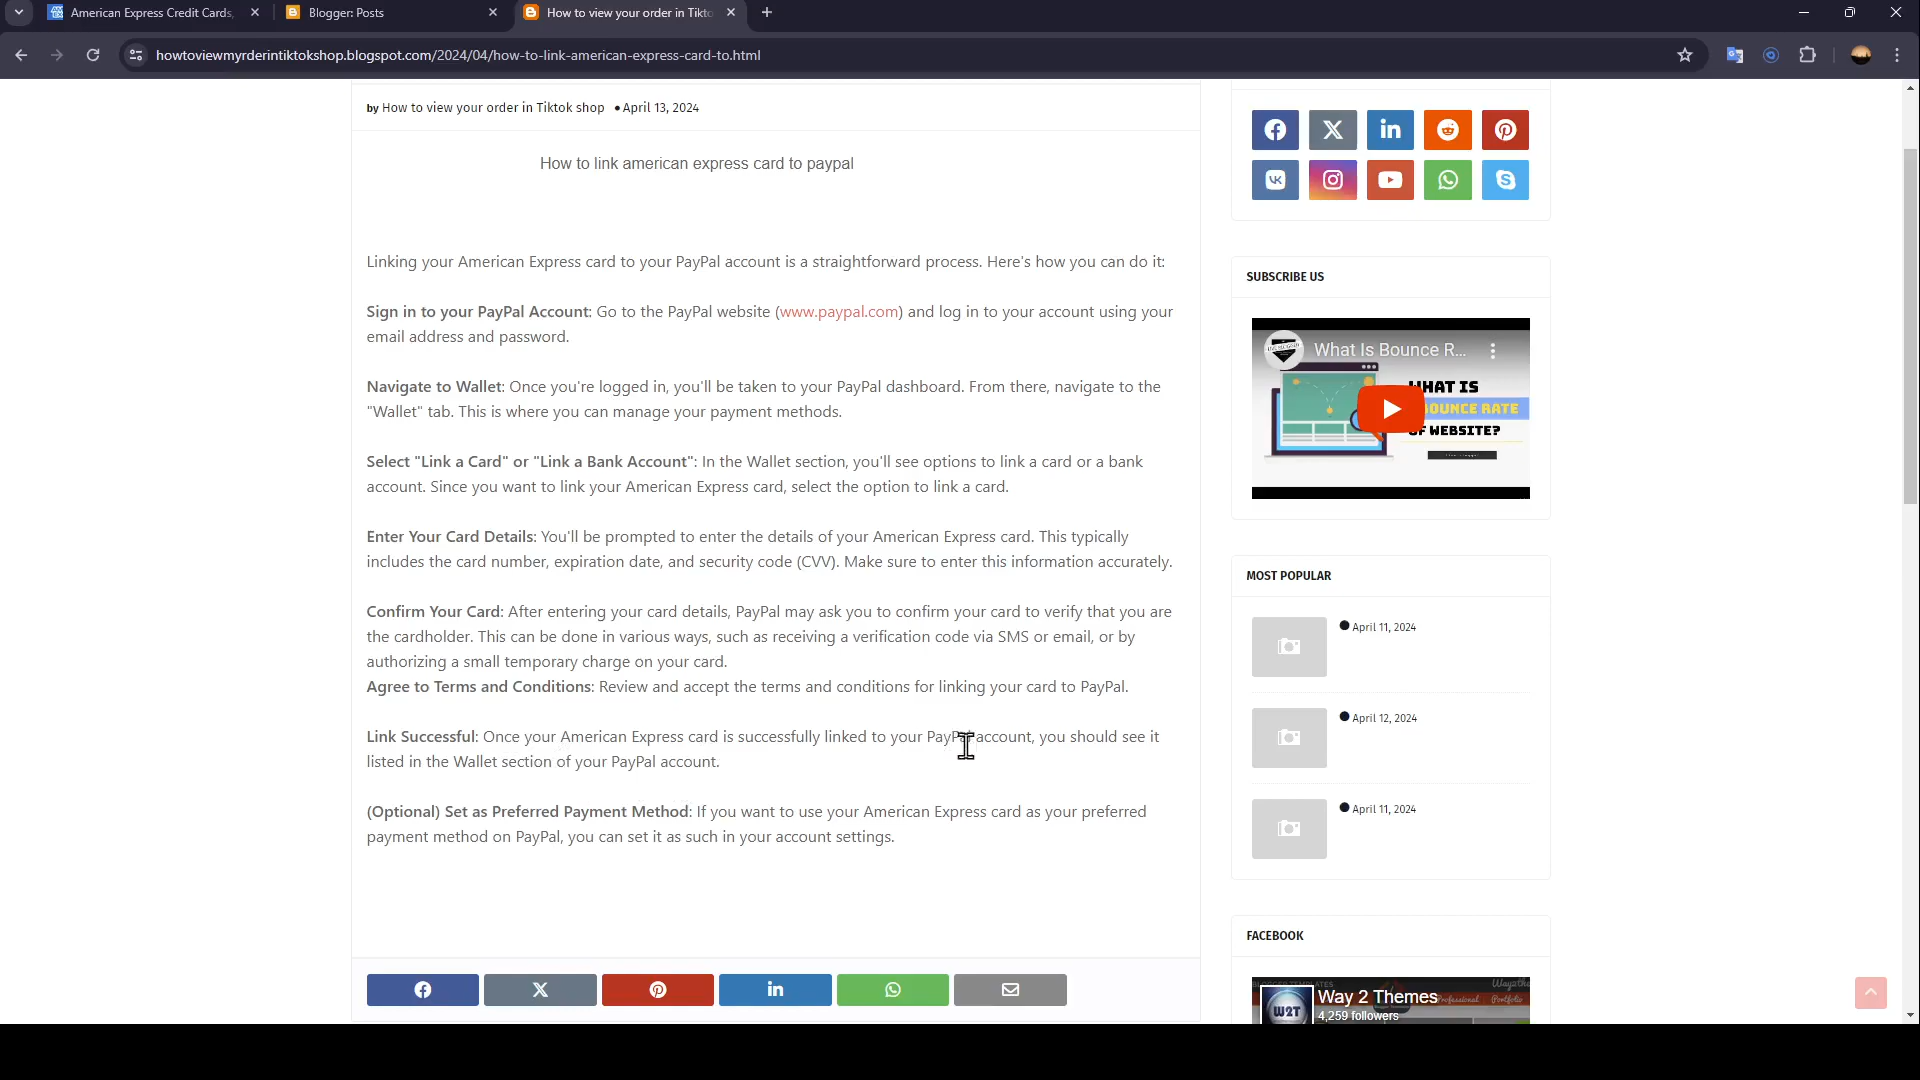 American Express Credit Cards,
Blogger: Posts
How to view your order in Tikto
howtoviewmyrderintiktokshop.blogspot.com/2024/04/how-to-link-american-express-card-to.html
by How to view your order in Tiktok shop • April 13, 2024
How to link american express card to paypal
Linking your American Express card to your PayPal account is a straightforward process. Here's how you can do it:
Sign in to your PayPal Account: Go to the PayPal website (www.paypal.com) and log in to your account using your
email address and password.
Navigate to Wallet: Once you're logged in, you'll be taken to your PayPal dashboard. From there, navigate to the
"Wallet" tab. This is where you can manage your payment methods.
Select "Link a Card" or "Link a Bank Account": In the Wallet section, you'll see options to link a card or a bank
account. Since you want to link your American Express card, select the option to link a card.
Enter Your Card Details: You'll be prompted to enter the details of your American Express card. This typically
includes the card number, expiration date, and security code (CVV). Make sure to enter this information accurately.
Confirm Your Card: After entering your card details, PayPal may ask you to confirm your card to verify that you are
the cardholder. This can be done in various ways, such as receiving a verification code via SMS or email, or by
authorizing a small temporary charge on your card.
Agree to Terms and Conditions: Review and accept the terms and conditions for linking your card to PayPal.
Link Successful: Once your American Express card is successfully linked to your PayPal account, you should see it
listed in the Wallet section of your PayPal account.
(Optional) Set as Preferred Payment Method: If you want to use your American Express card as your preferred
payment method on PayPal, you can set it as such in your account settings.
SUBSCRIBE US
What Is Bounce R...
WHAT IS
BOUNCE RATE
OF WEBSITE?
MOST POPULAR
April 11, 2024
April 12, 2024
April 11, 2024
FACEBOOK
W2T
Way 2 Themes
4,259 followers